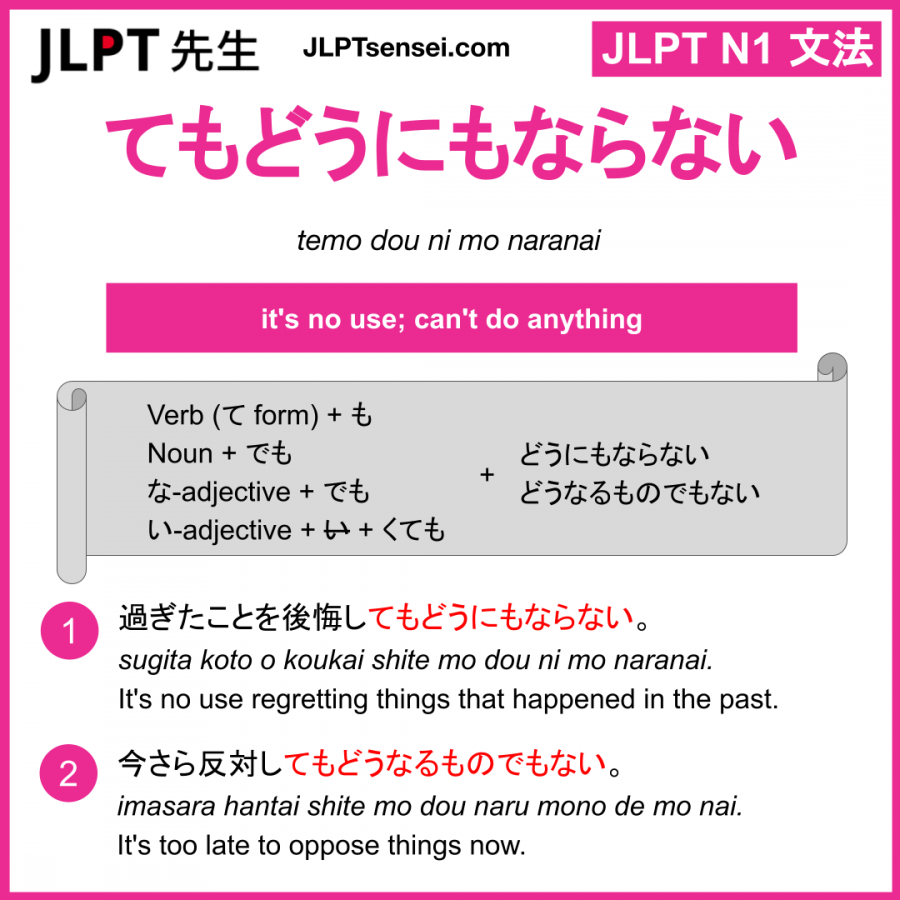 JLPT 先生
JLPTsensei.com
JLPT N1 文法
てもどうにもならない
temo dou ni mo naranai
it's no use; can't do anything
Verb (て form) + も
Noun + でも
な-adjective + でも
い-adjective + い + くても
+
どうにもならない
どうなるものでもない
1
過ぎたことを後悔してもどうにもならない。
sugita koto o koukai shite mo dou ni mo naranai.
It's no use regretting things that happened in the past.
2
今さら反対してもどうなるものでもない。
imasara hantai shite mo dou naru mono de mo nai.
It's too late to oppose things now.